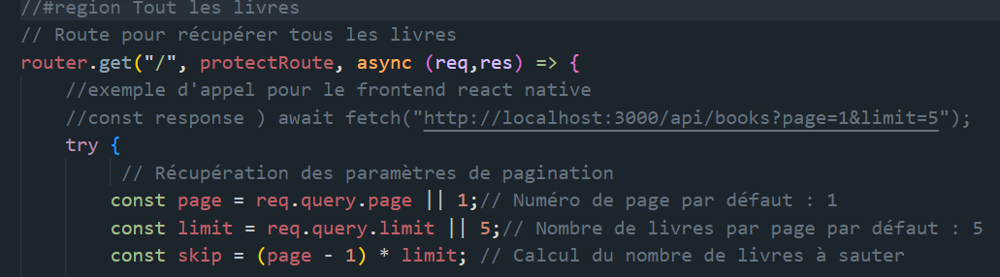 //#region Tout les livres
// Route pour récupérer tous les livres
router.get("/", protectRoute, async (req,res) => {
//exemple d'appel pour le frontend react native
//const response ) await fetch("http://localhost:3000/api/books?page=1&limit=5");
try {
// Récupération des paramètres de pagination
const page = req.query.page || 1;// Numéro de page par défaut : 1
const limit = req.query.limit || 5;// Nombre de livres par page par défaut : 5
const skip = (page - 1) * limit; // Calcul du nombre de livres à sauter